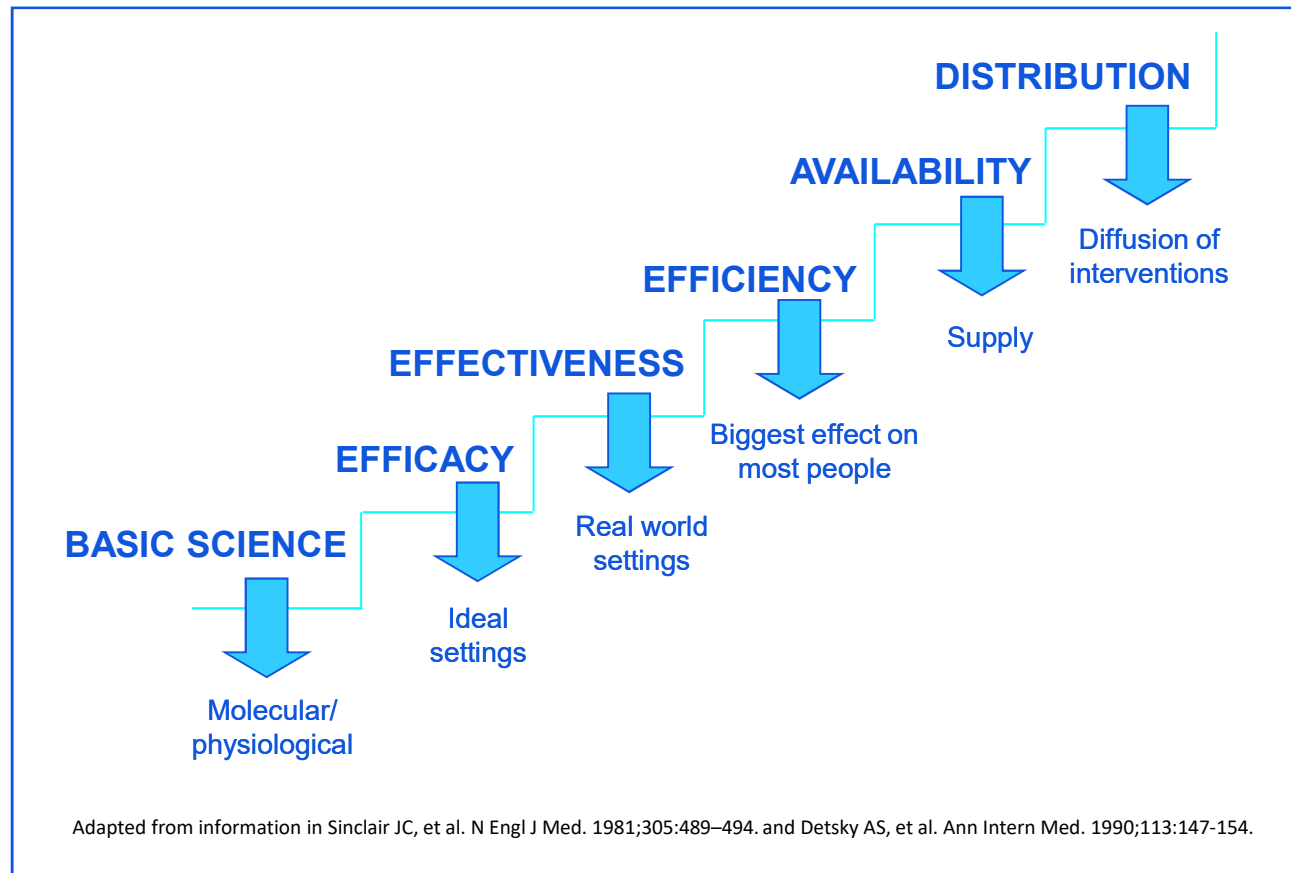 DISTRIBUTION
Diffusion of
interventions
AVAILABILITY
Supply
EFFICIENCY
Biggest effect on
most people
EFFECTIVENESS
Real world
settings
EFFICACY
Ideal
settings
BASIC SCIENCE
Molecular/
physiological
Adapted from information in Sinclair JC, et al. N Engl J Med. 1981;305:489–494. and Detsky AS, et al. Ann Intern Med. 1990;113:147-154.